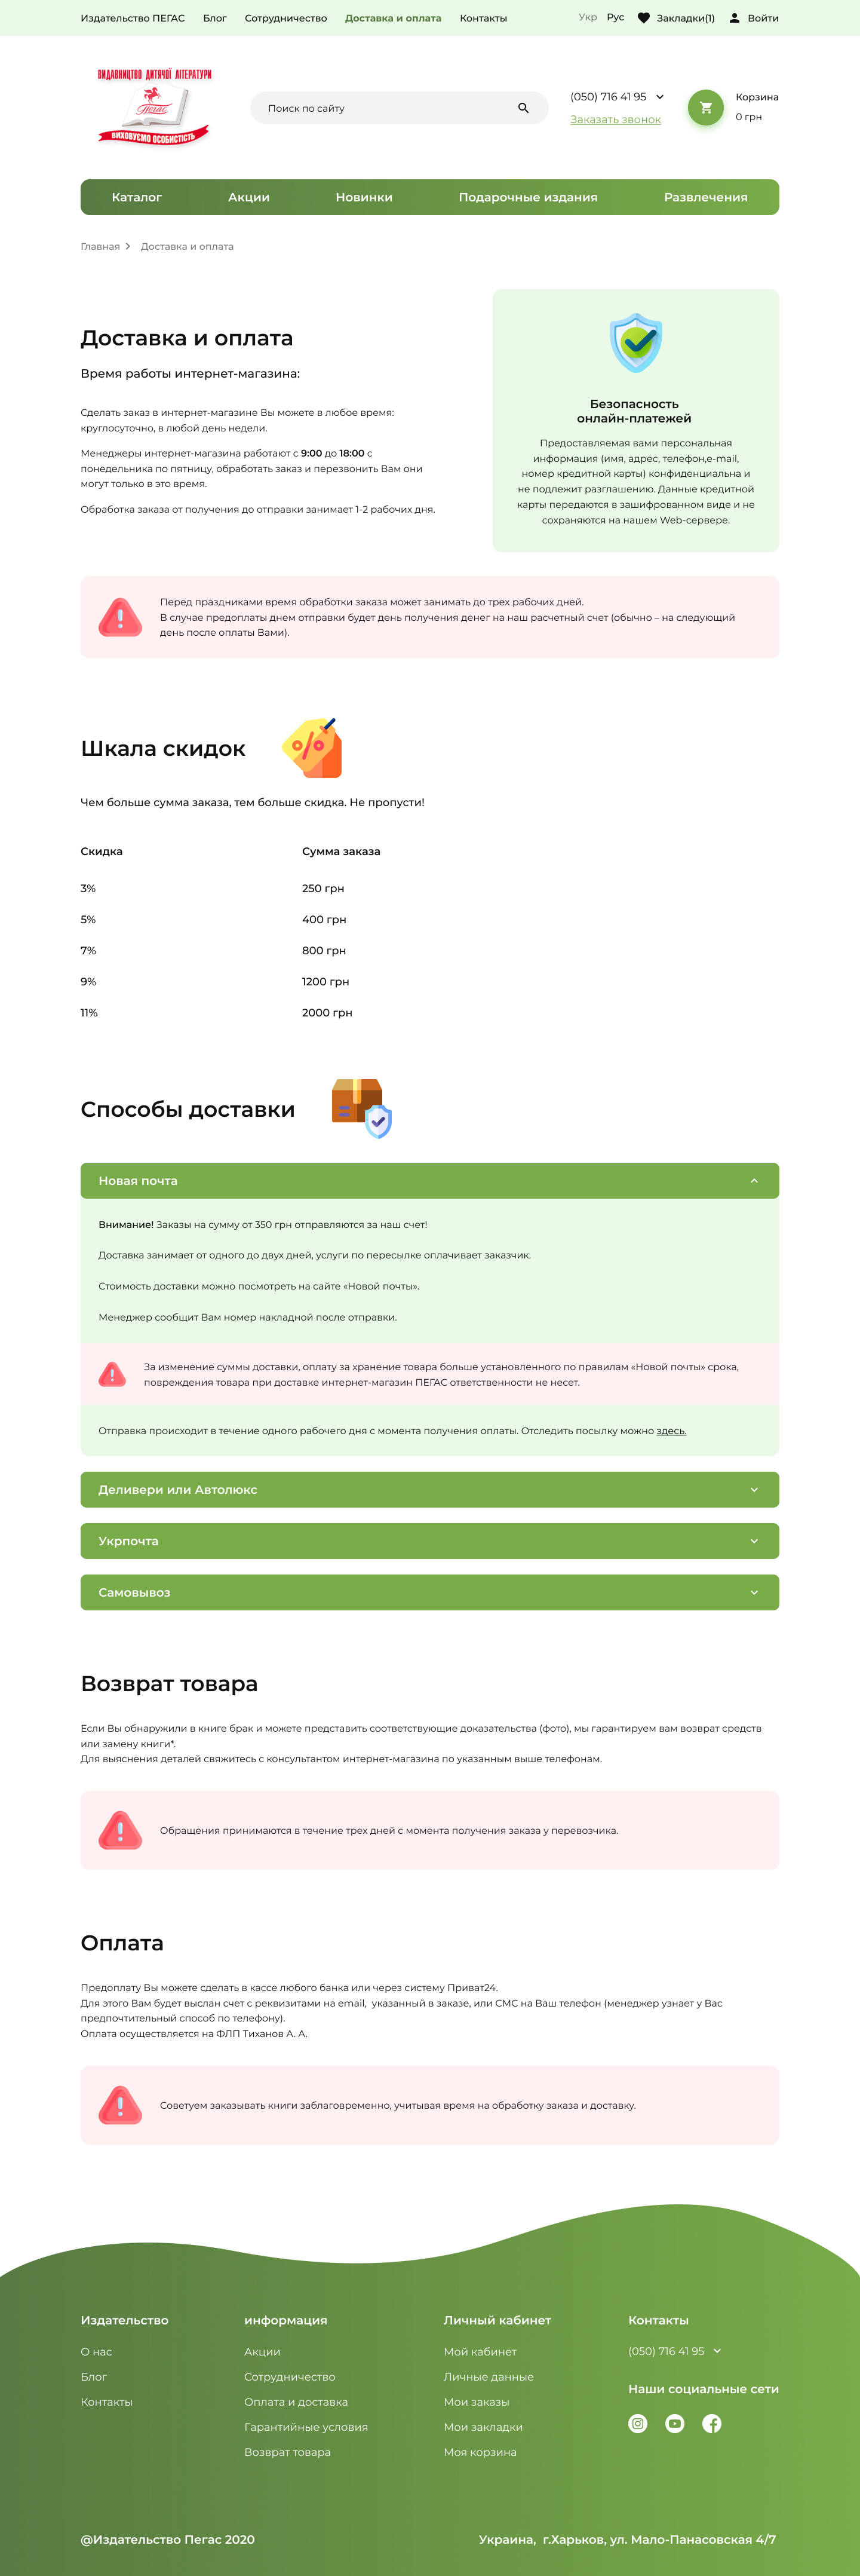 Издательство ПЕГАС Блог Сотрудничество Доставка и оплата Контакты Укр Рус Закладки(1) Войти
ВИДАВНИЦТВО ДИТЯЧОЇ ЛІТЕРАТУРИ
Пегас
ВИХОВУЄМО ОСОБИСТІСТЬ
Поиск по сайту
(050) 716 41 95
Заказать звонок
Корзина
0 грн
Каталог Акции Новинки Подарочные издания Развлечения
Главная Доставка и оплата
Доставка и оплата
Время работы интернет-магазина:
Сделать заказ в интернет-магазине Вы можете в любое время:
круглосуточно, в любой день недели.
Менеджеры интернет-магазина работают с 9:00 до 18:00 с
понедельника по пятницу, обработать заказ и перезвонить Вам они
могут только в это время.
Обработка заказа от получения до отправки занимает 1-2 рабочих дня.
Безопасность
онлайн-платежей
Предоставляемая вами персональная
информация (имя, адрес, телефон,e-mail,
номер кредитной карты) конфиденциальна и
не подлежит разглашению. Данные кредитной
карты передаются в зашифрованном виде и не
сохраняются на нашем Web-сервере.
Перед праздниками время обработки заказа может занимать до трех рабочих дней.
В случае предоплаты днем отправки будет день получения денег на наш расчетный счет (обычно – на следующий
день после оплаты Вами).
Шкала скидок
Чем больше сумма заказа, тем больше скидка. Не пропусти!
Скидка Сумма заказа
3% 250 грн
5% 400 грн
7% 800 грн
9% 1200 грн
11% 2000 грн
Способы доставки
Новая почта
Внимание! Заказы на сумму от 350 грн отправляются за наш счет!
Доставка занимает от одного до двух дней, услуги по пересылке оплачивает заказчик.
Стоимость доставки можно посмотреть на сайте «Новой почты».
Менеджер сообщит Вам номер накладной после отправки.
За изменение суммы доставки, оплату за хранение товара больше установленного по правилам «Новой почты» срока,
повреждения товара при доставке интернет-магазин ПЕГАС ответственности не несет.
Отправка происходит в течение одного рабочего дня с момента получения оплаты. Отследить посылку можно здесь.
Деливери или Автолюкс
Укрпочта
Самовывоз
Возврат товара
Если Вы обнаружили в книге брак и можете представить соответствующие доказательства (фото), мы гарантируем вам возврат средств
или замену книги*.
Для выяснения деталей свяжитесь с консультантом интернет-магазина по указанным выше телефонам.
Обращения принимаются в течение трех дней с момента получения заказа у перевозчика.
Оплата
Предоплату Вы можете сделать в кассе любого банка или через систему Приват24.
Для этого Вам будет выслан счет с реквизитами на email, указанный в заказе, или СМС на Ваш телефон (менеджер узнает у Вас
предпочтительный способ по телефону).
Оплата осуществляется на ФЛП Тиханов А. А.
Советуем заказывать книги заблаговременно, учитывая время на обработку заказа и доставку.
Издательство
О нас
Блог
Контакты
информация
Акции
Сотрудничество
Оплата и доставка
Гарантийные условия
Возврат товара
Личный кабинет
Мой кабинет
Личные данные
Мои заказы
Мои закладки
Моя корзина
Контакты
(050) 716 41 95
Наши социальные сети
@Издательство Пегас 2020
Украина, г.Харьков, ул. Мало-Панасовская 4/7